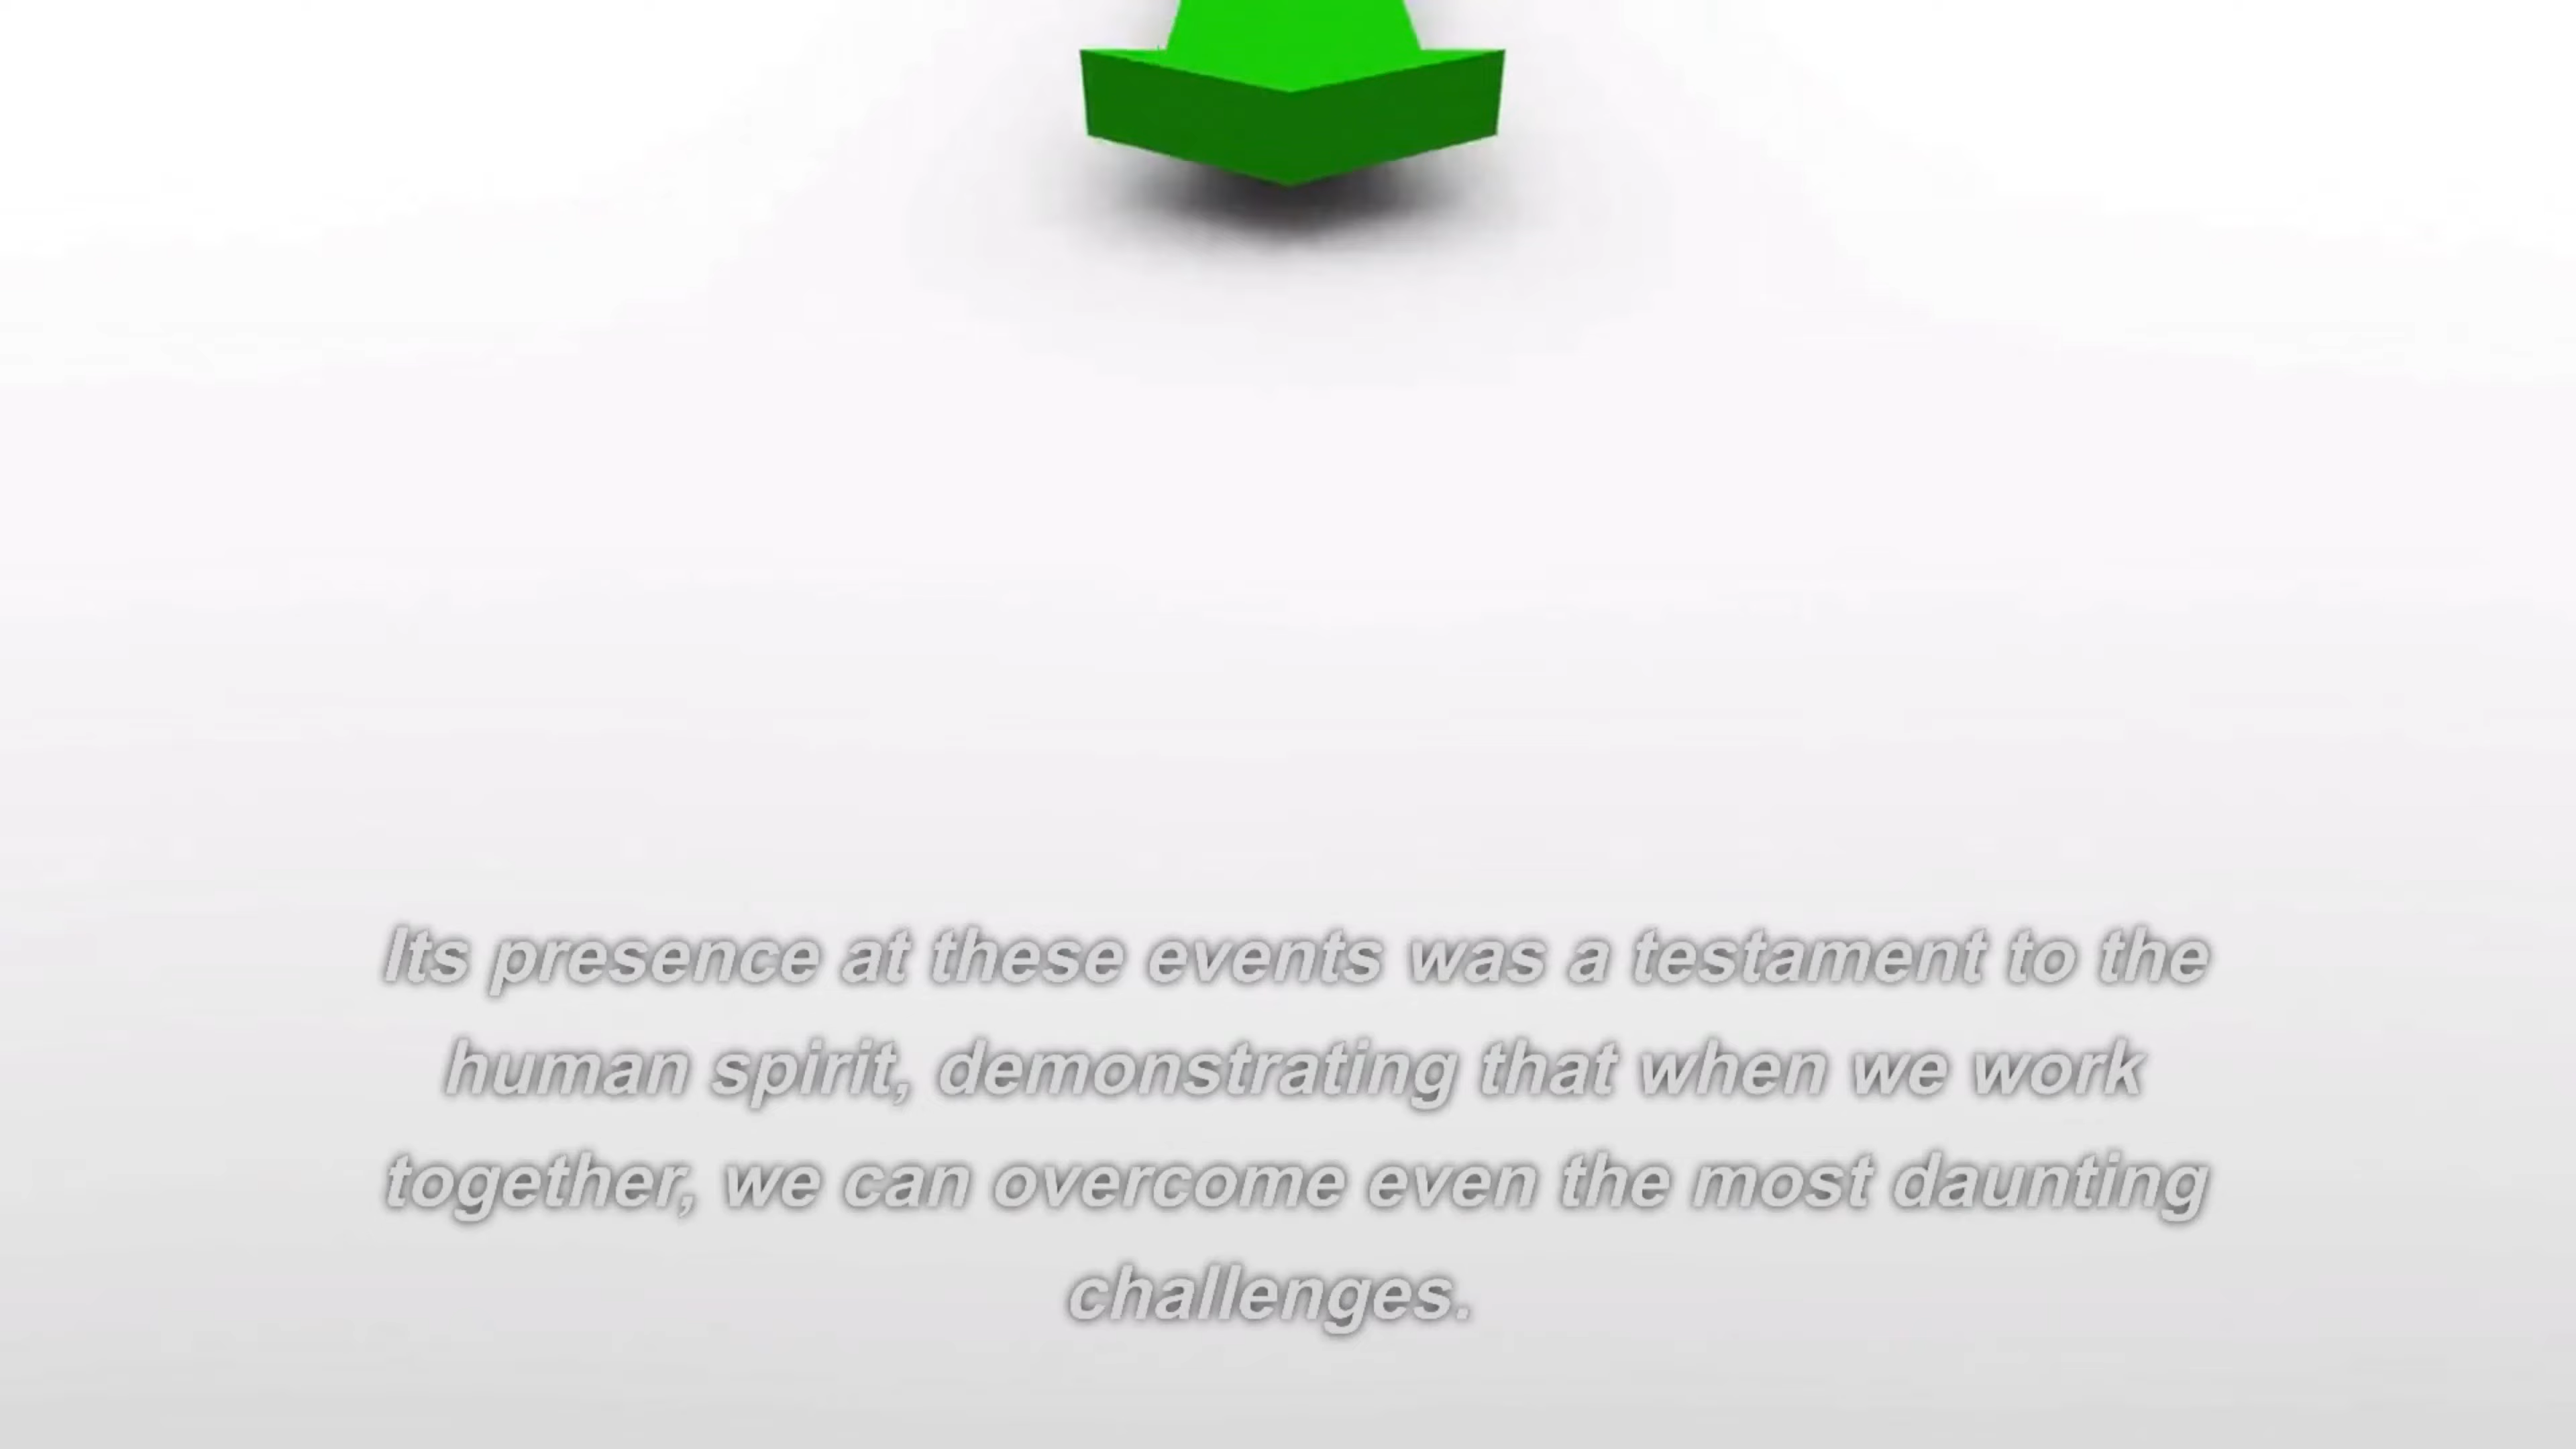 Its presence at these events was a testament to the
human spirit, demonstrating that when we work
together, we can overcome even the most daunting
challenges.